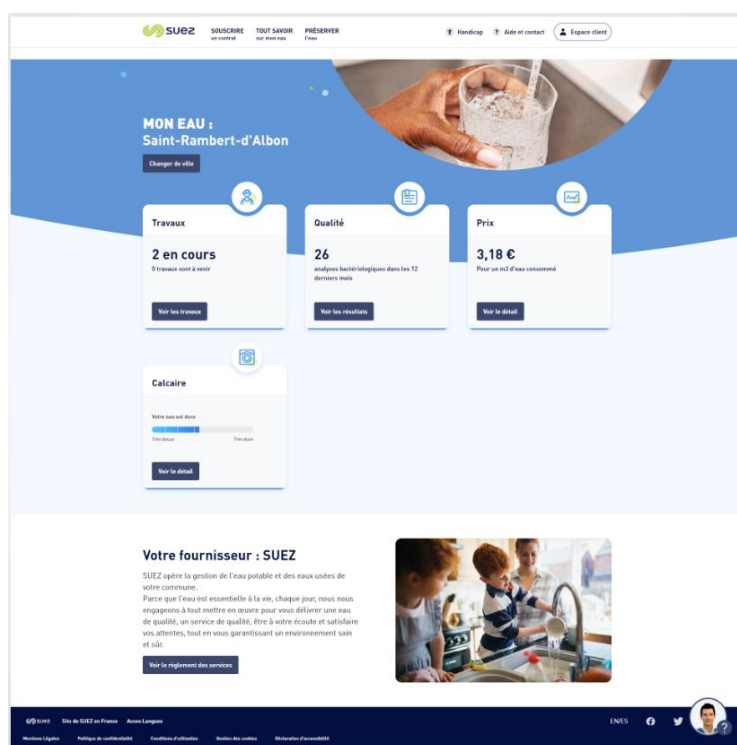 suez
SOUSCRIRE
un contrat
TOUT SAVOIR
sur mon eau
PRÉSERVER
l'eau
Handicap
? Aide et contact
Espace client
MON EAU :
Saint-Rambert-d'Albon
Changer de ville
Travaux
2 en cours
0 travaux sont à venir
Voir les travaux
Qualité
26
analyses bactériologiques dans les 12
derniers mois
Voir les résultats
Prix
3,18 €
Pour un m3 d'eau consommé
Voir le détail
Calcaire
Votre eau est dure
Très douce
Très dure
Voir le détail
Votre fournisseur : SUEZ
SUEZ opère la gestion de l'eau potable et des eaux usées de
votre commune.
Parce que l'eau est essentielle à la vie, chaque jour, nous nous
engageons à tout mettre en œuvre pour vous délivrer une eau
de qualité, un service de qualité, être à votre écoute et satisfaire
vos attentes, tout en vous garantissant un environnement sain
et sûr.
Voir le règlement des services
suez
Site de SUEZ en France
Acceo Langues
EN/ES
?
Mentions Légales
Politique de confidentialité
Conditions d'utilisation
Gestion des cookies
Déclaration d'accessibilité